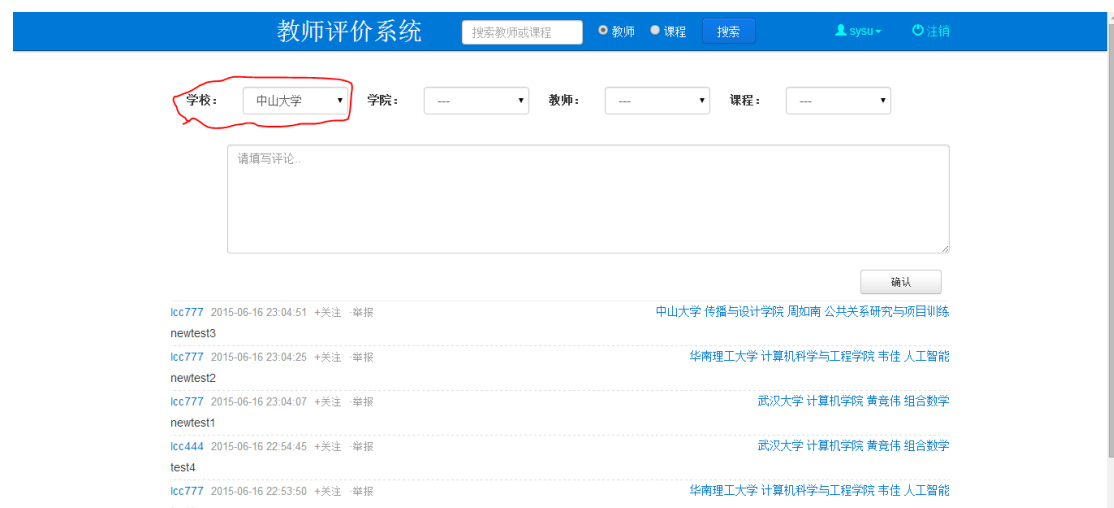 教师评价系统 搜索教师或课程 教师 课程 搜索 sysu 注销
学校： 中山大学 学院： --- 教师： --- 课程： ---
请填写评论..
确认
lcc777 2015-06-16 23:04:51 +关注 -举报 中山大学 传播与设计学院 周如南 公共关系研究与项目训练
newtest3
lcc777 2015-06-16 23:04:25 +关注 -举报 华南理工大学 计算机科学与工程学院 韦佳 人工智能
newtest2
lcc777 2015-06-16 23:04:07 +关注 -举报 武汉大学 计算机学院 黄竞伟 组合数学
newtest1
lcc444 2015-06-16 22:54:45 +关注 -举报 武汉大学 计算机学院 黄竞伟 组合数学
test4
lcc777 2015-06-16 22:53:50 +关注 -举报 华南理工大学 计算机科学与工程学院 韦佳 人工智能